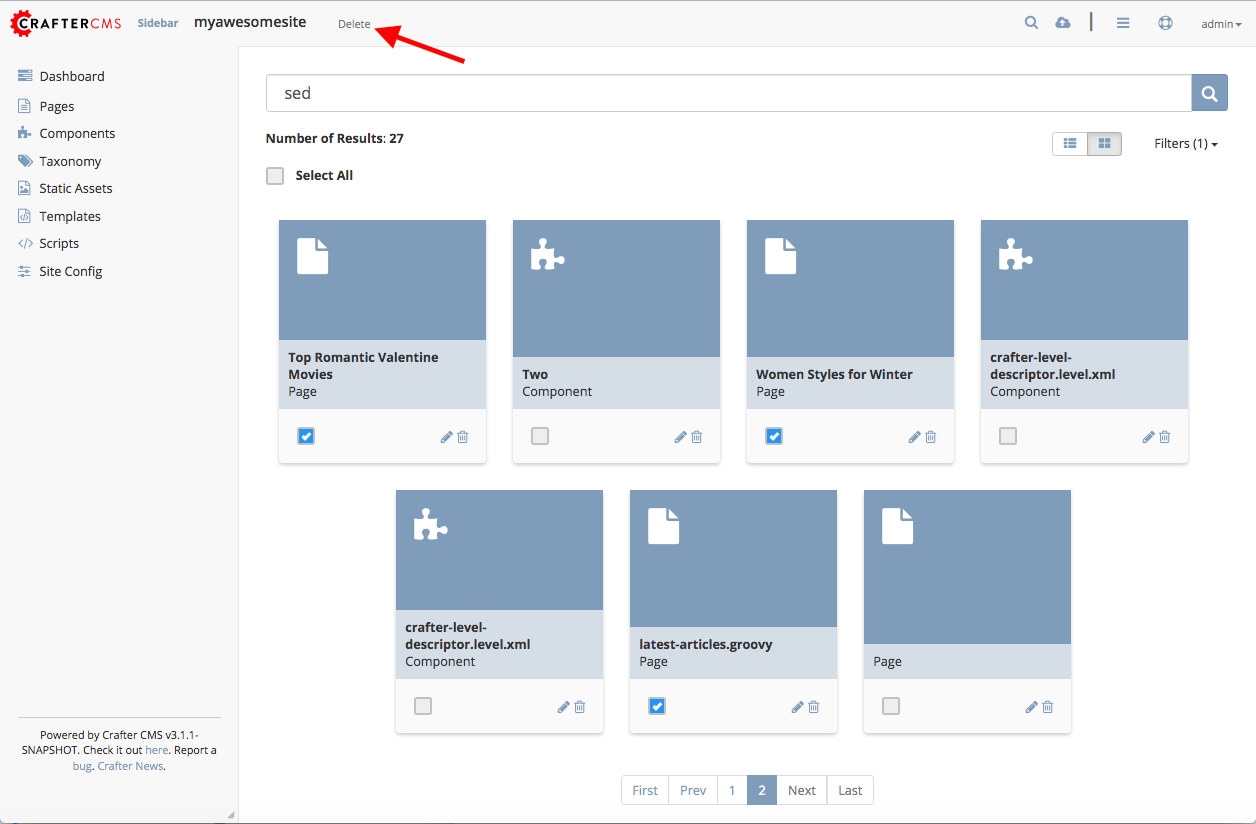 CRAFTERCMS Sidebar myawesomesite Delete admin
Dashboard
Pages
Components
Taxonomy
Static Assets
Templates
Scripts
Site Config
sed
Number of Results: 27
Filters (1)
Select All
Top Romantic Valentine
Movies
Page
Two
Component
Women Styles for Winter
Page
crafter-level-
descriptor.level.xml
Component
crafter-level-
descriptor.level.xml
Component
latest-articles.groovy
Page
Page
First Prev 1 2 Next Last
Powered by Crafter CMS v3.1.1-
SNAPSHOT. Check it out here. Report a
bug. Crafter News.